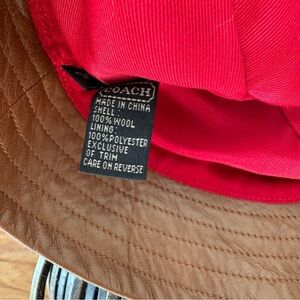 COACH
MADE IN CHINA
SHELL:
100% WOOL
LINING:
100% POLYESTER
EXCLUSIVE
OF TRIM
CARE ON REVERSE